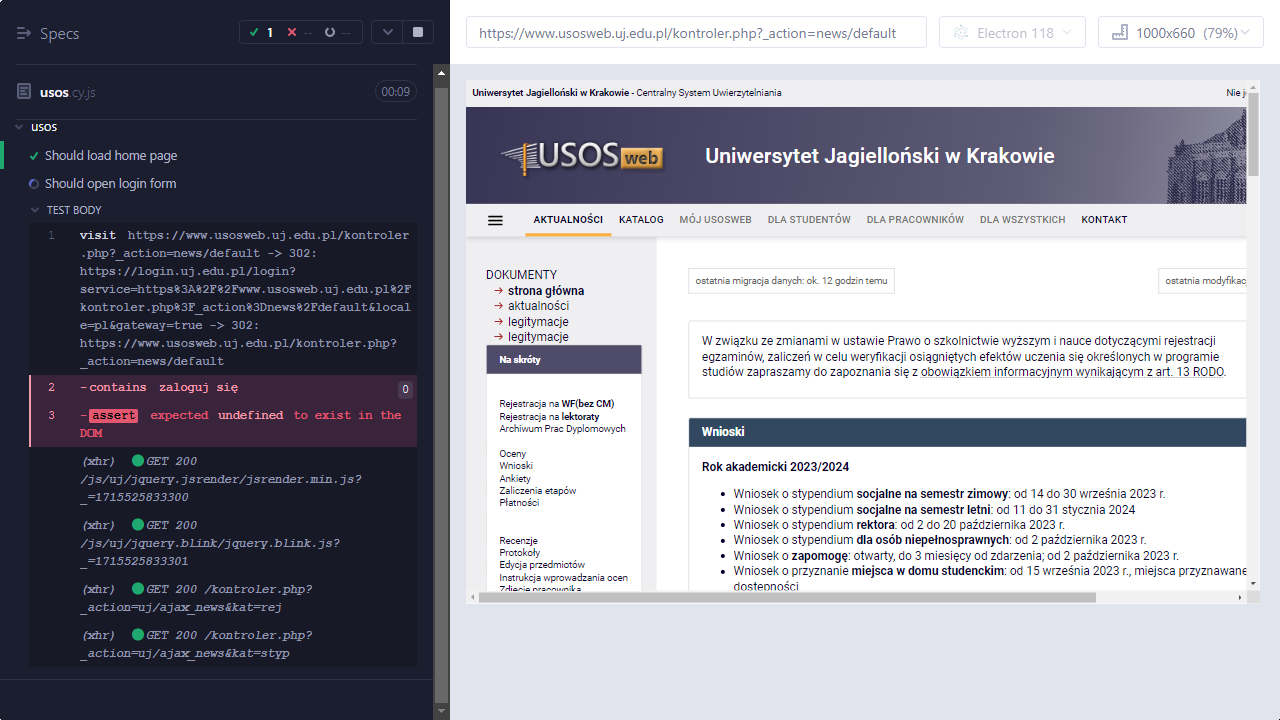 Specs
1 -- --
usos.cy.js 00:09
usos
Should load home page
Should open login form
TEST BODY
1 visit https://www.usosweb.uj.edu.pl/kontroler
.php?_action=news/default -> 302:
https://login.uj.edu.pl/login?
service=https%3A%2F%2Fwww.usosweb.uj.edu.pl%2F
kontroler.php%3F_action%3Dnews%2Fdefault&local
e=pl&gateway=true -> 302:
https://www.usosweb.uj.edu.pl/kontroler.php?
_action=news/default
2 -contains zaloguj się 0
3 -assert expected undefined to exist in the
DOM
(xhr) GET 200
/js/uj/jquery.jsrender/jsrender.min.js?
_=1715525833300
(xhr) GET 200
/js/uj/jquery.blink/jquery.blink.js?
_=1715525833301
(xhr) GET 200 /kontroler.php?
_action=uj/ajax_news&kat=rej
(xhr) GET 200 /kontroler.php?
_action=uj/ajax_news&kat=styp
https://www.usosweb.uj.edu.pl/kontroler.php?_action=news/default
Electron 118
1000x660 (79%)
Uniwersytet Jagielloński w Krakowie - Centralny System Uwierzytelniania
Nie
USOS web
Uniwersytet Jagielloński w Krakowie
AKTUALNOŚCI KATALOG MÓJ USOSWEB DLA STUDENTÓW DLA PRACOWNIKÓW DLA WSZYSTKICH KONTAKT
DOKUMENTY
strona główna
aktualności
legitymacje
legitymacje
Na skróty
Rejestracja na WF(bez CM)
Rejestracja na lektoraty
Archiwum Prac Dyplomowych
Oceny
Wnioski
Ankiety
Zaliczenia etapów
Płatności
Recenzje
Protokoły
Edycja przedmiotów
Instrukcja wprowadzania ocen
Zdjęcie pracownika
ostatnia migracja danych: ok. 12 godzin temu
ostatnia modyfikac
W związku ze zmianami w ustawie Prawo o szkolnictwie wyższym i nauce dotyczącymi rejestracji
egzaminów, zaliczeń w celu weryfikacji osiągniętych efektów uczenia się określonych w programie
studiów zapraszamy do zapoznania się z obowiązkiem informacyjnym wynikającym z art. 13 RODO.
Wnioski
Rok akademicki 2023/2024
Wniosek o stypendium socjalne na semestr zimowy: od 14 do 30 września 2023 r.
Wniosek o stypendium socjalne na semestr letni: od 11 do 31 stycznia 2024
Wniosek o stypendium rektora: od 2 do 20 października 2023 r.
Wniosek o stypendium dla osób niepełnosprawnych: od 2 października 2023 r.
Wniosek o zapomogę: otwarty, do 3 miesięcy od zdarzenia; od 2 października 2023 r.
Wniosek o przyznanie miejsca w domu studenckim: od 15 września 2023 r., miejsca przyznawane
dostępności